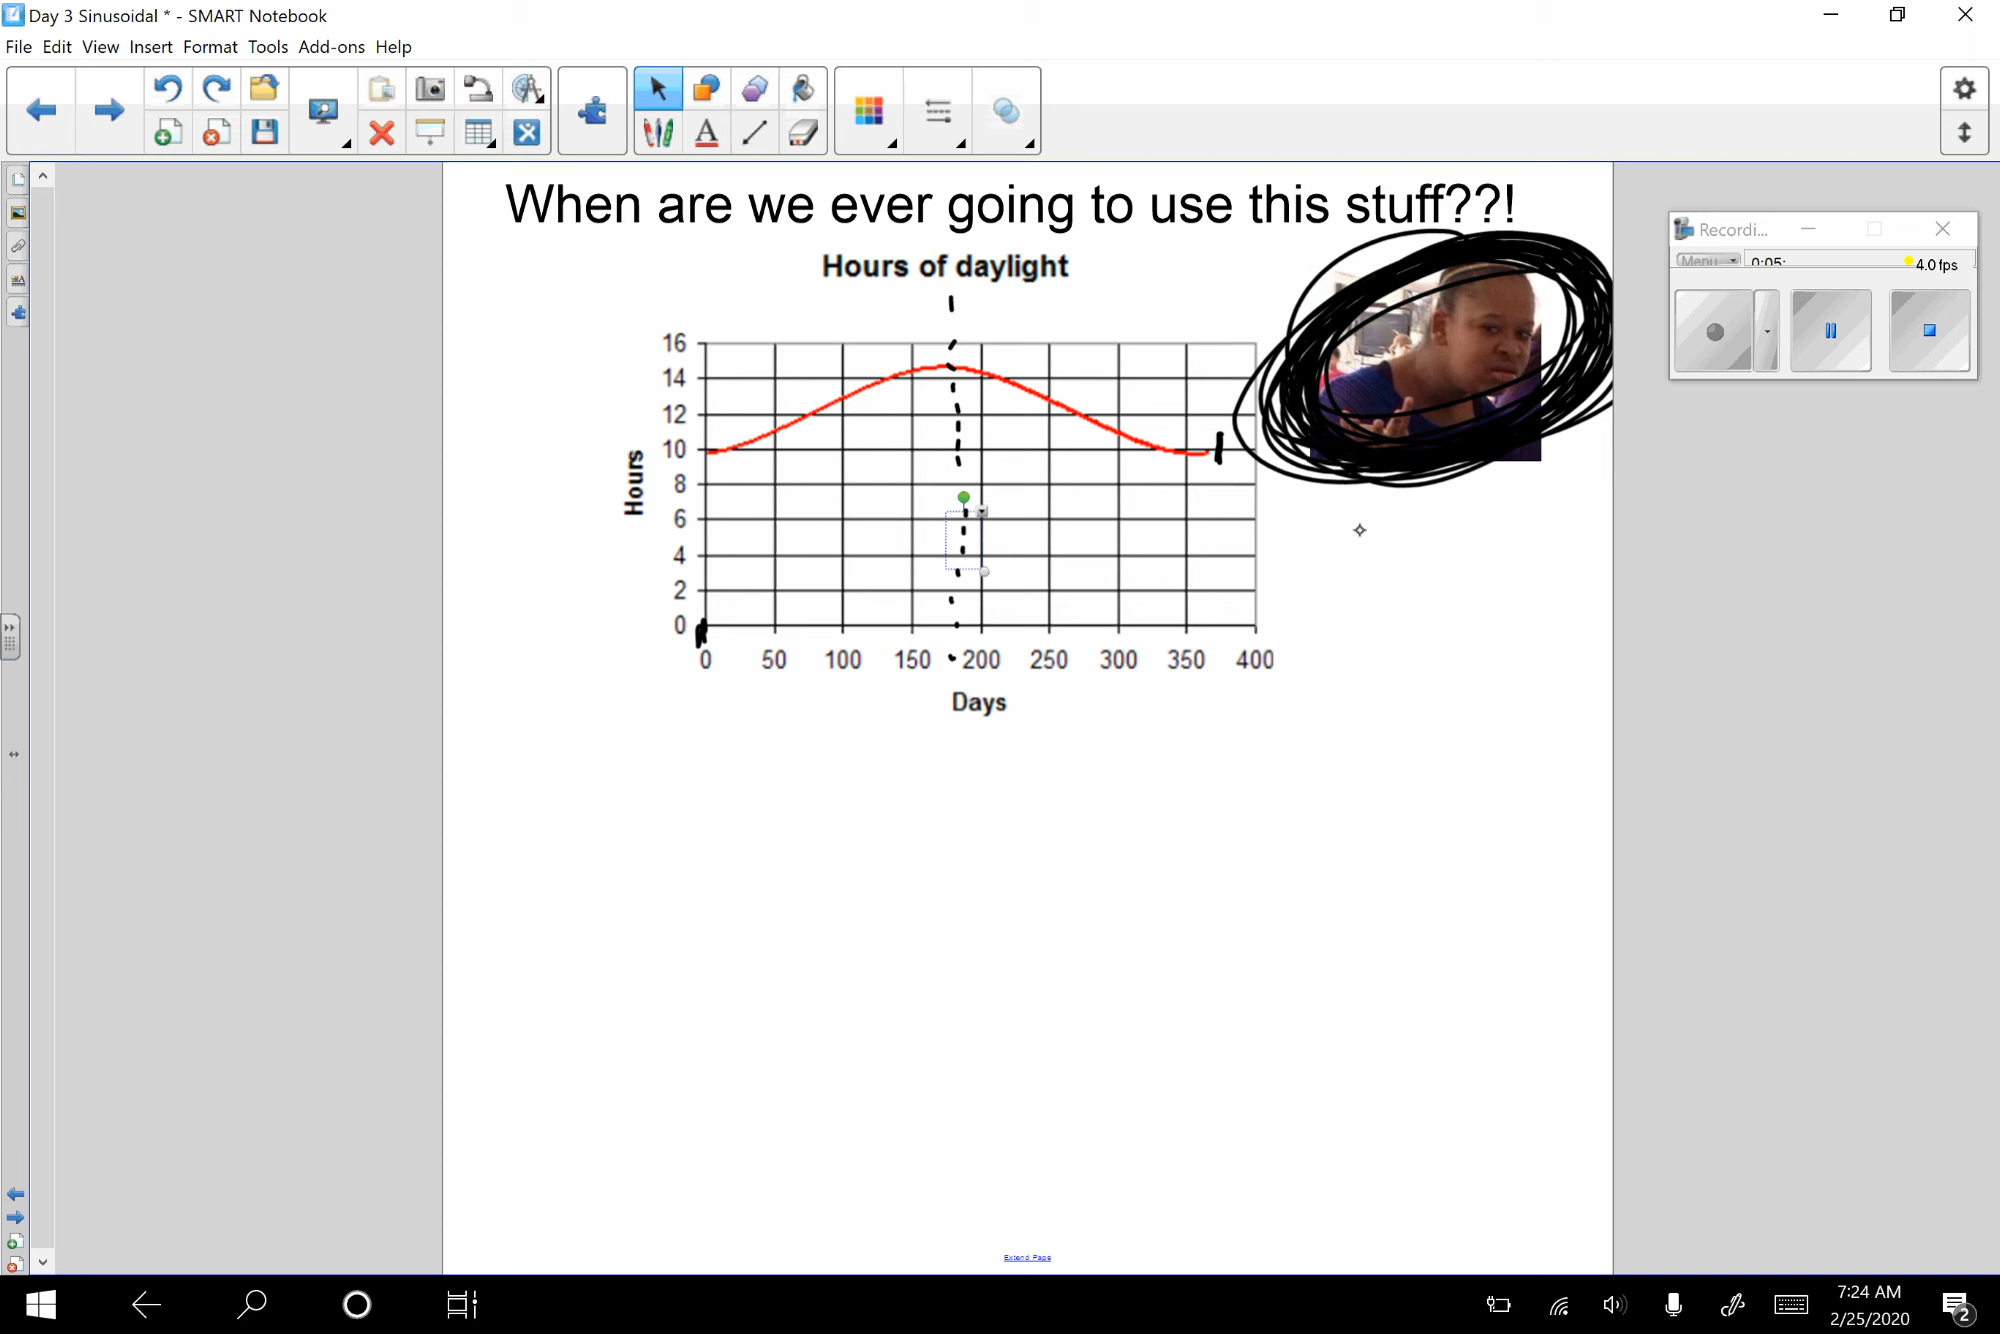 Day 3 Sinusoidal * - SMART Notebook
File Edit View Insert Format Tools Add-ons Help
When are we ever going to use this stuff??!
Hours of daylight
16
14
12
10
8
6
4
2
0
Hours
0 50 100 150 200 250 300 350 400
Days
Recordi...
Menu 0:05: 4.0 fps
Extend Page
7:24 AM
2/25/2020
2